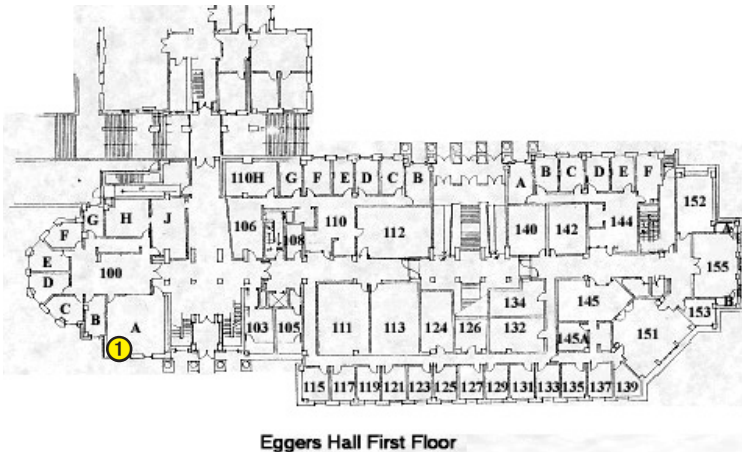 110H G F E D C B
A B C D E F
G H J
106 108 110 112
140 142 144 152
F
E
D
100
A
155
C B A
1
103 105 111 113 124 126 134 132 145 145A 151 153 B
115 117 119 121 123 125 127 129 131 133 135 137 139
Eggers Hall First Floor